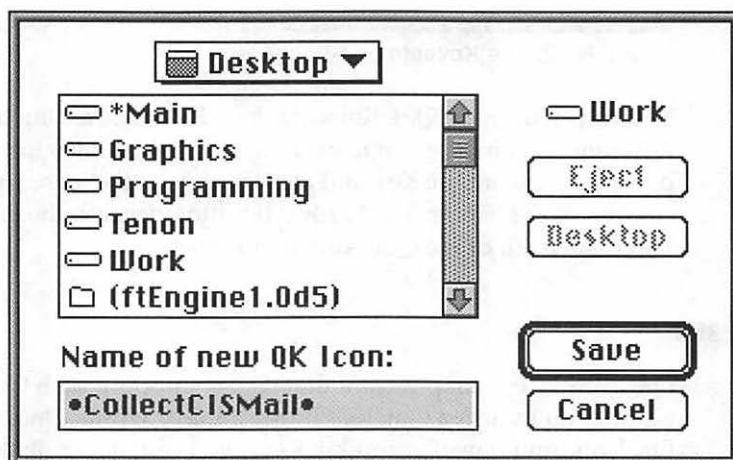 Desktop
*Main
Graphics
Programming
Tenon
Work
(ftEngine1.0d5)
Work
Eject
Desktop
Name of new QK Icon:
•CollectCISMail•
Save
Cancel